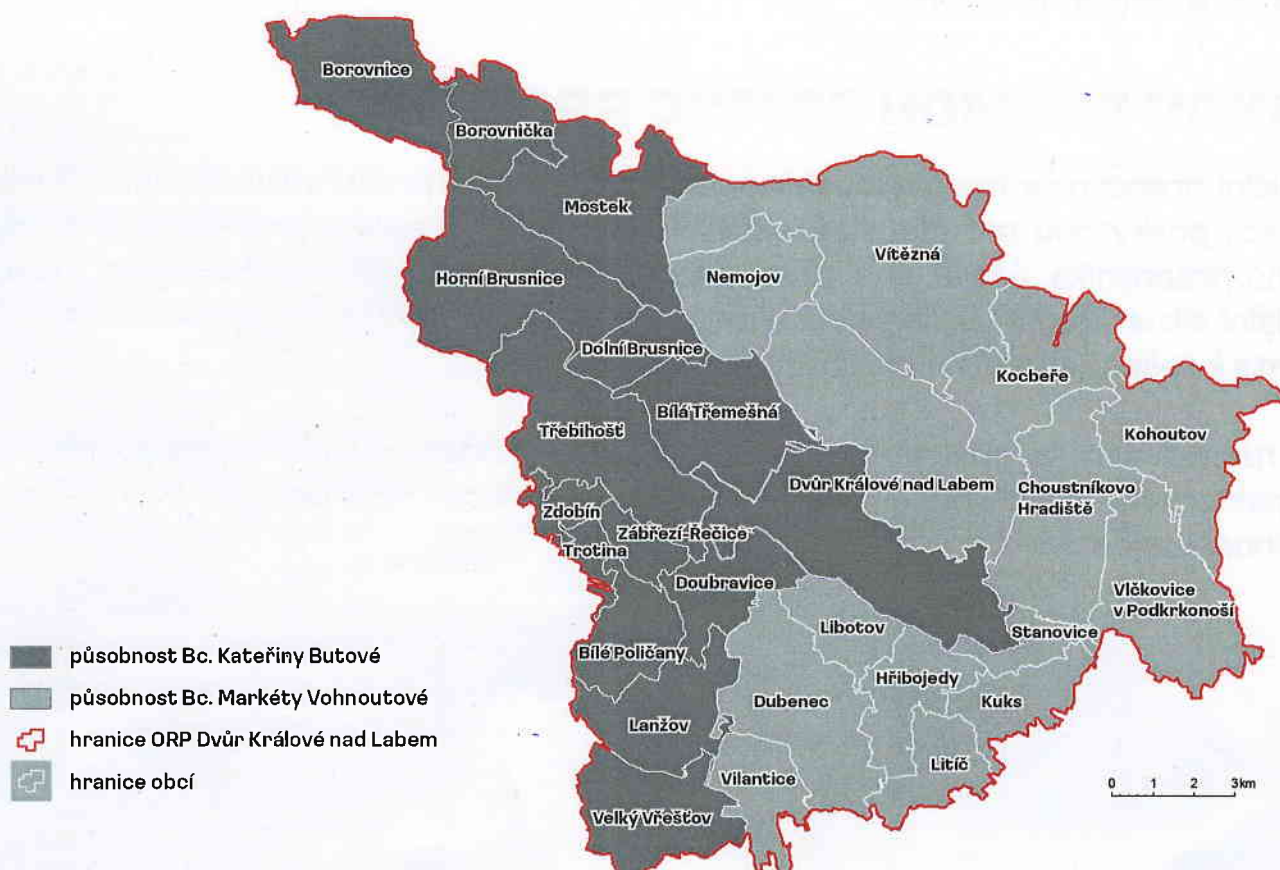 Borovnice
Borovnička
Mostek
Vítězná
Nemojov
Horní Brusnice
Dolní Brusnice
Kocbeře
Bílá Třemešná
Třebihošť
Kohoutov
Dvůr Králové nad Labem
Choustníkovo
Hradiště
Zdobín
Zábřezí-Řečice
Trotina
Doubravice
Vlčkovice
v Podkrkonoší
Libotov
Stanovice
Bílé Poličany
Hřibojedy
Dubenec
Kuks
Lanžov
Litíč
Vilantice
Velký Vřešťov
působnost Bc. Kateřiny Butové
působnost Bc. Markéty Vohnoutové
hranice ORP Dvůr Králové nad Labem
hranice obcí
0 1 2 3km